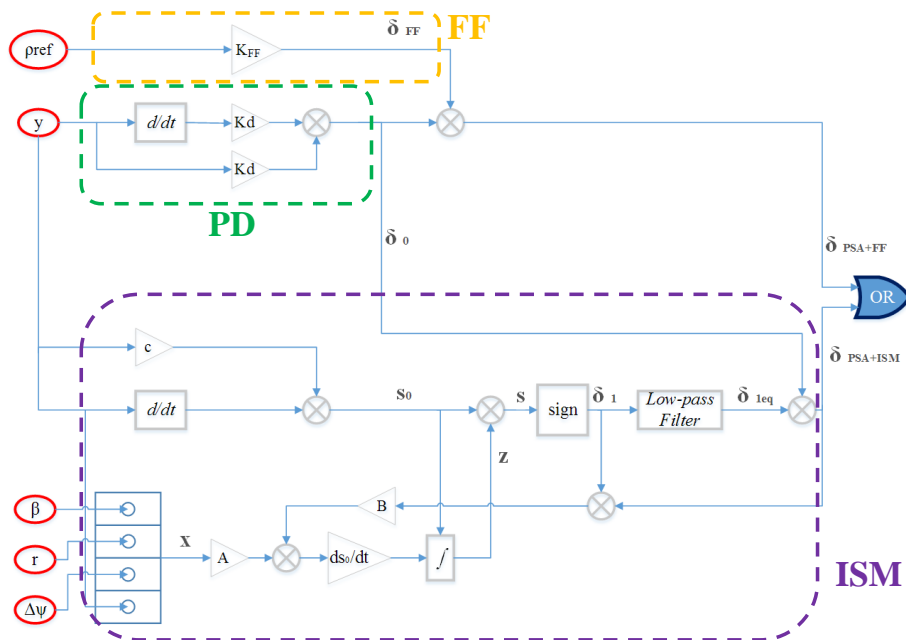 δ FF
FF
ρref
KFF
y
d/dt
Kd
Kd
PD
δ 0
δ PSA+FF
OR
δ PSA+ISM
c
d/dt
s0
s
sign
δ 1
Low-pass
Filter
δ 1eq
z
β
B
r
x
A
ds0/dt
∫
Δψ
ISM